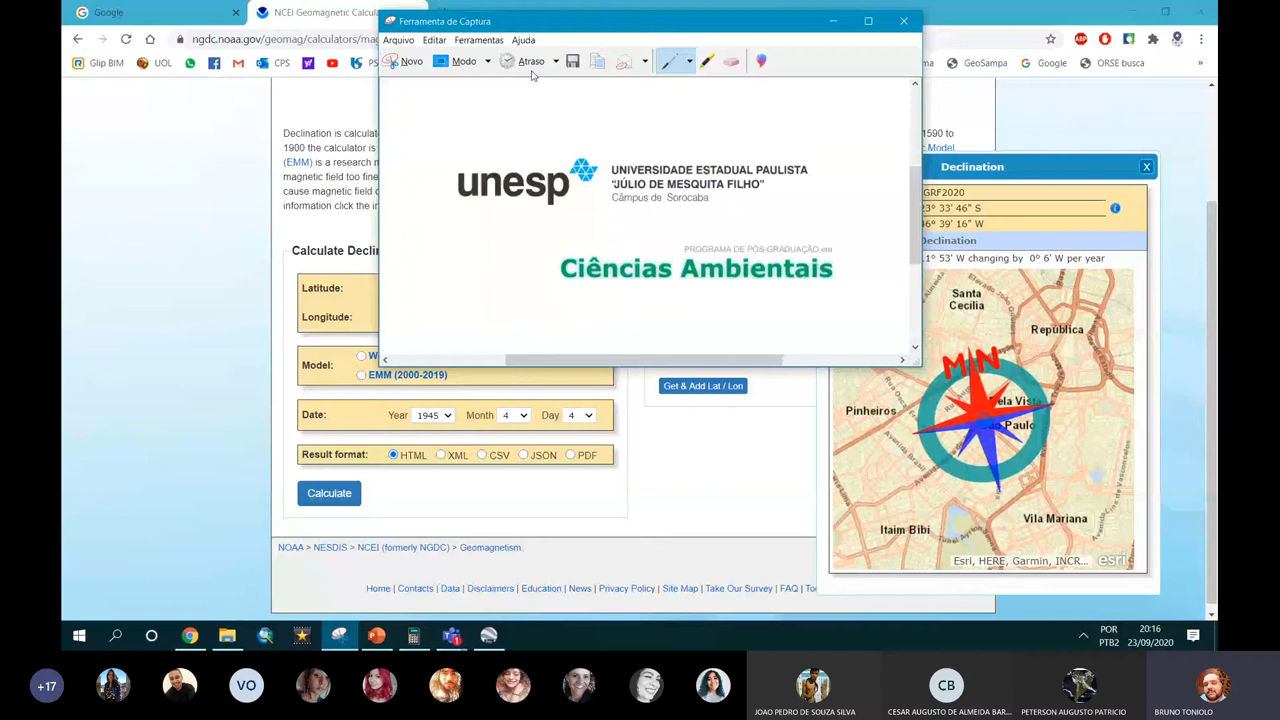 Google
NCEI Geomagnetic Calcula
Ferramenta de Captura
Arquivo Editar Ferramentas Ajuda
ngdc.noaa.gov/geomag/calculators/ma
Novo Modo Atraso
Glip BIM UOL CPS PS
GeoSampa Google ORSE busca
ABP
Declination is calculat
1590 to
1900 the calculator is
Model
(EMM) is a research m
magnetic field too fine
cause magnetic field d
information click the in
unesp
UNIVERSIDADE ESTADUAL PAULISTA
"JÚLIO DE MESQUITA FILHO"
Câmpus de Sorocaba
PROGRAMA DE PÓS-GRADUAÇÃO em
Ciências Ambientais
Declination X
GRF2020
23° 33' 46" S
46° 39' 16" W
Declination
1° 53' W changing by 0° 6' W per year
Calculate Declin
Latitude:
Longitude:
Model: W
EMM (2000-2019)
Date: Year 1945 Month 4 Day 4
Result format: HTML XML CSV JSON PDF
Calculate
Get & Add Lat / Lon
Santa
Cecília
República
MN
Pinheiros
Bela Vista
São Paulo
Vila Mariana
Itaim Bibi
Esri, HERE, Garmin, INCR... esri
NOAA > NESDIS > NCEI (formerly NGDC) > Geomagnetism.
Home | Contacts | Data | Disclaimers | Education | News | Privacy Policy | Site Map | Take Our Survey | FAQ | To
POR
PTB2
20:16
23/09/2020
+17
VO
CB
JOAO PEDRO DE SOUZA SILVA
CESAR AUGUSTO DE ALMEIDA BAR...
PETERSON AUGUSTO PATRICIO
BRUNO TONIOLO